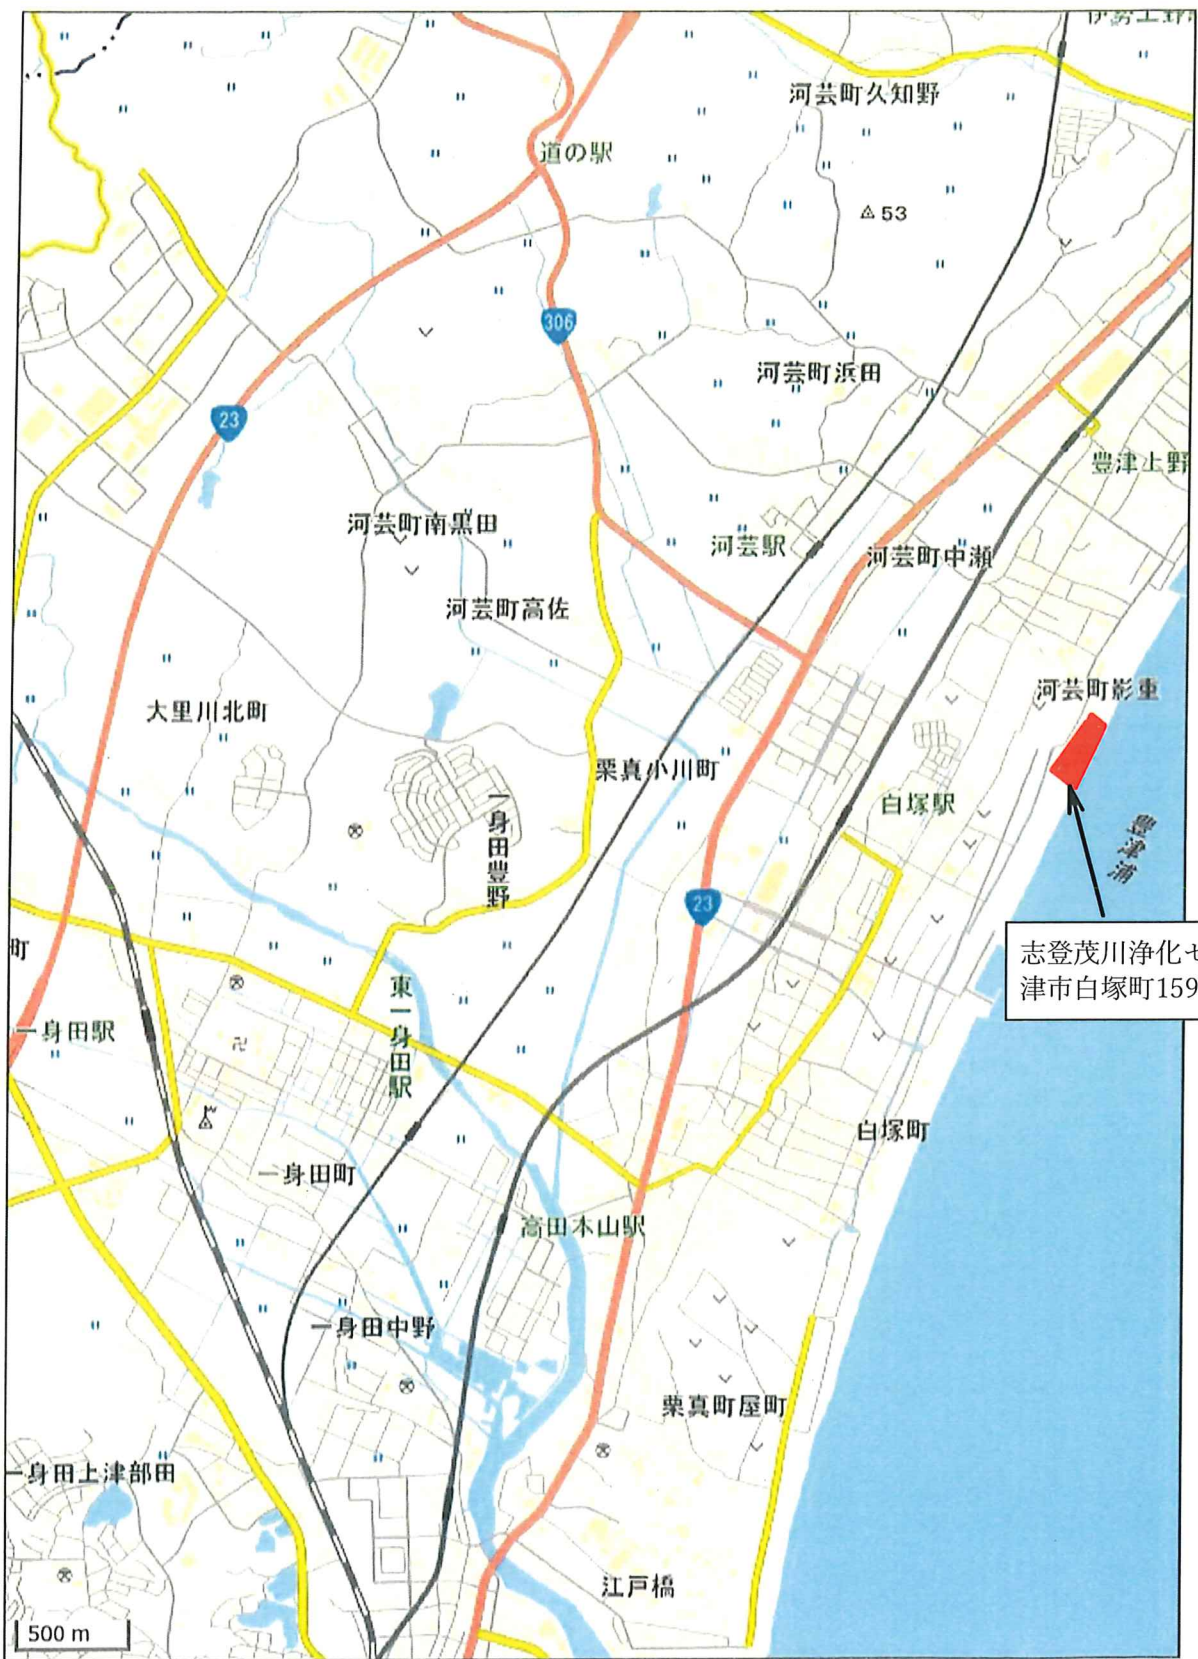 河芸町久知野
道の駅
53
306
河芸町浜田
23
豊津上野
河芸町南黒田
河芸駅
河芸町中瀬
河芸町高佐
河芸町影重
大里川北町
栗真小川町
一身田豊野
白塚駅
豊津浦
23
志登茂川浄化セ
津市白塚町159
町
東一身田駅
一身田駅
白塚町
一身田町
高田本山駅
一身田中野
栗真町屋町
一身田上津部田
江戸橋
500 m